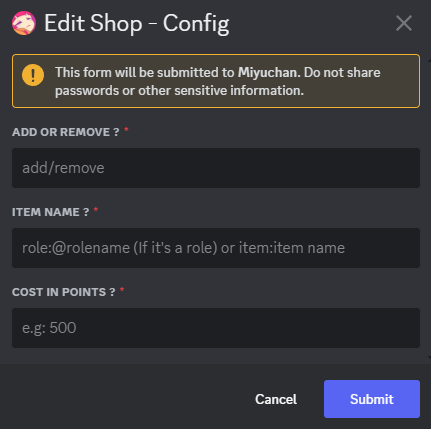 Edit Shop - Config
This form will be submitted to Miyuchan. Do not share
passwords or other sensitive information.
ADD OR REMOVE ? *
add/remove
ITEM NAME ? *
role:@rolename (If it's a role) or item:item name
COST IN POINTS ? *
e.g: 500
Cancel Submit